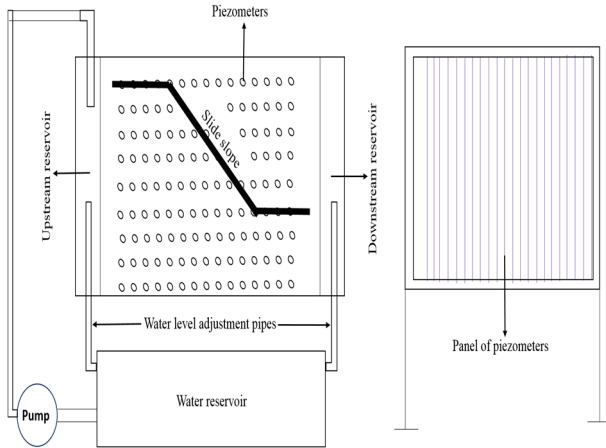 Piezometers
Slide slope
Upstream reservoir
Downstream reservoir
Water level adjustment pipes
Panel of piezometers
Water reservoir
Pump